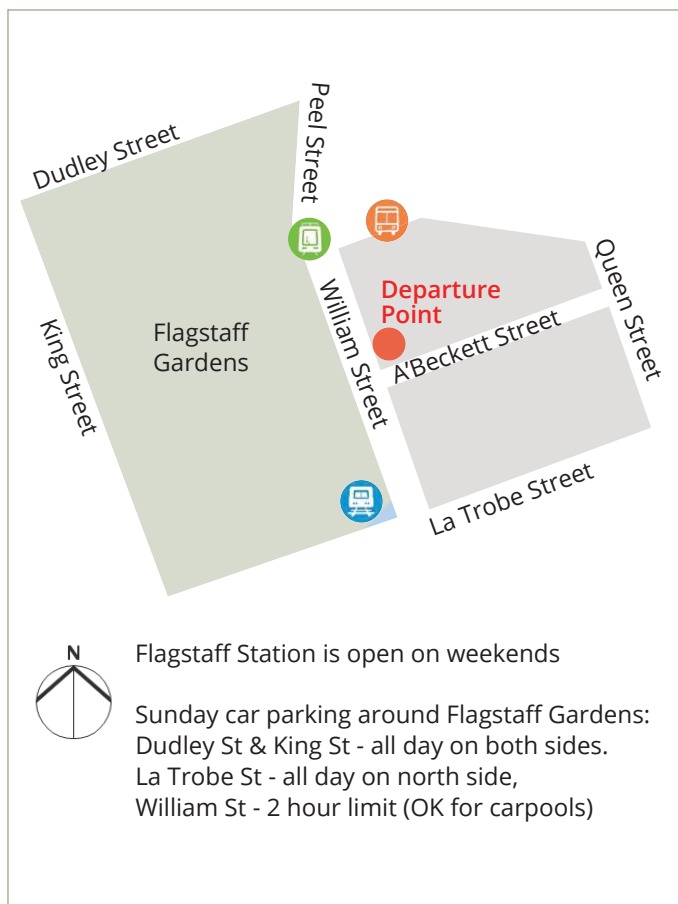 Peel Street
Dudley Street
Queen Street
Departure
Point
William Street
King Street
Flagstaff
Gardens
A'Beckett Street
La Trobe Street
N
Flagstaff Station is open on weekends
Sunday car parking around Flagstaff Gardens:
Dudley St & King St - all day on both sides.
La Trobe St - all day on north side,
William St - 2 hour limit (OK for carpools)